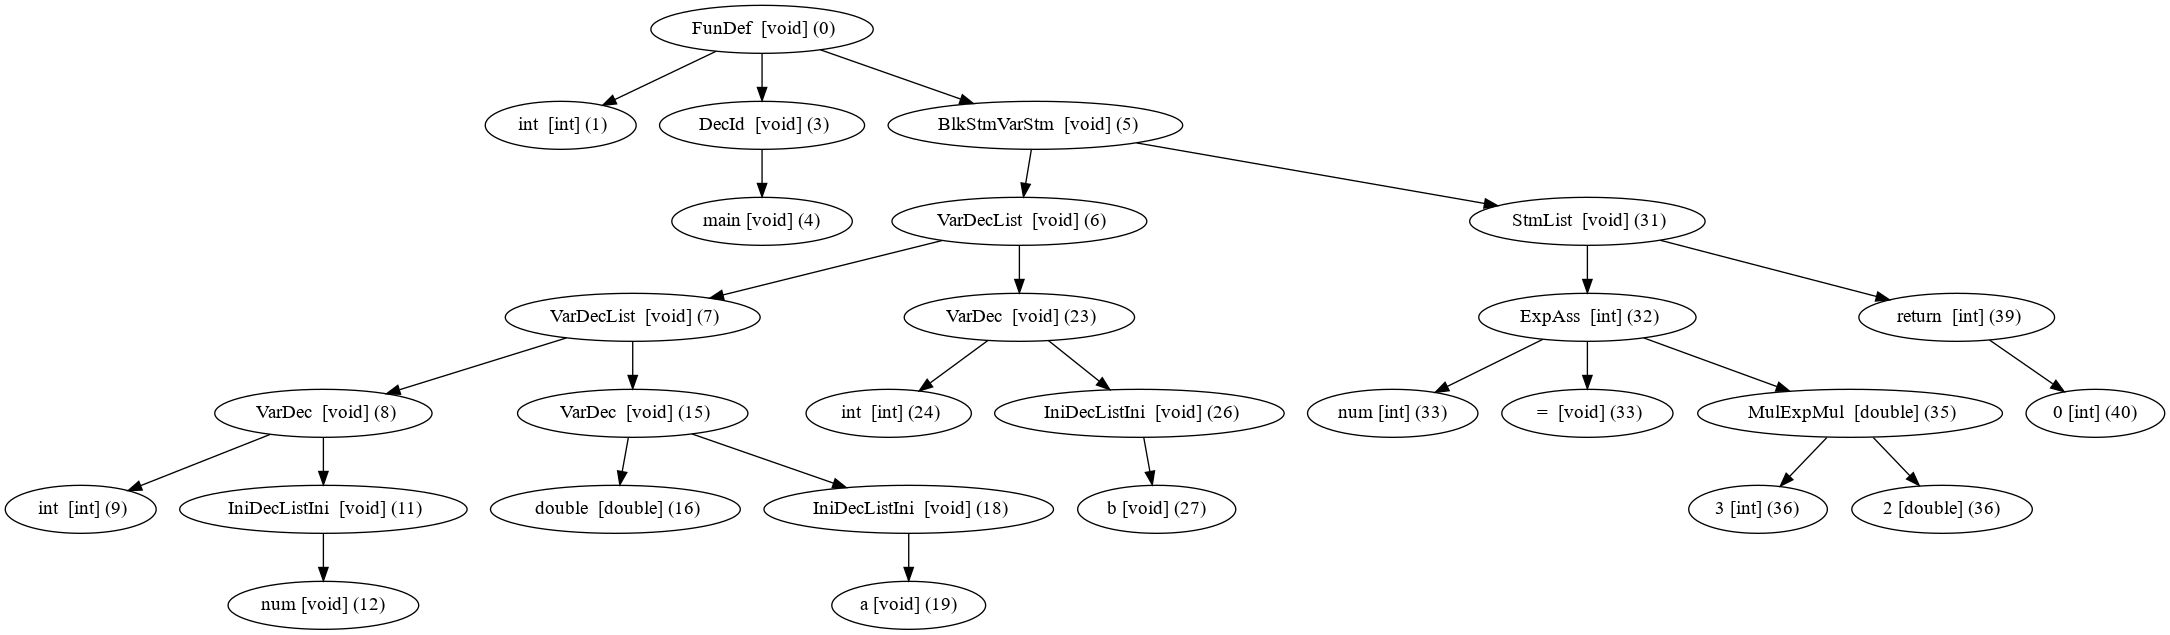 FunDef [void] (0)
int [int] (1)
DecId [void] (3)
BlkStmVarStm [void] (5)
main [void] (4)
VarDecList [void] (6)
StmList [void] (31)
VarDecList [void] (7)
VarDec [void] (23)
ExpAss [int] (32)
return [int] (39)
VarDec [void] (8)
VarDec [void] (15)
int [int] (24)
IniDecListIni [void] (26)
num [int] (33)
= [void] (33)
MulExpMul [double] (35)
0 [int] (40)
int [int] (9)
IniDecListIni [void] (11)
double [double] (16)
IniDecListIni [void] (18)
b [void] (27)
3 [int] (36)
2 [double] (36)
num [void] (12)
a [void] (19)